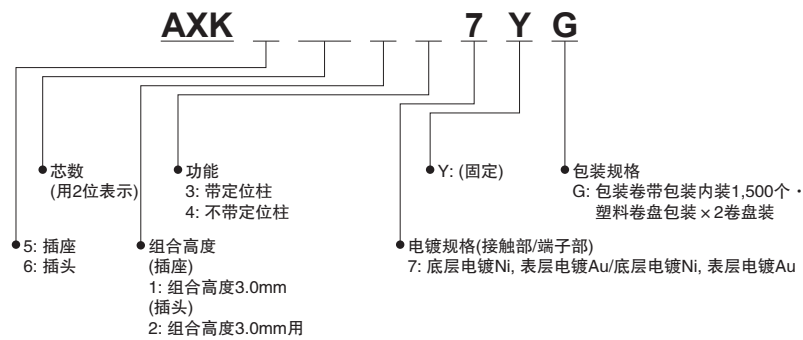 AXK 7 Y G
芯数
(用2位表示)
功能
3: 带定位柱
4: 不带定位柱
Y: (固定)
包装规格
G: 包装卷带包装内装1,500个・
塑料卷盘包装×2卷盘装
5: 插座
6: 插头
组合高度
(插座)
1: 组合高度3.0mm
(插头)
2: 组合高度3.0mm用
电镀规格(接触部/端子部)
7: 底层电镀Ni, 表层电镀Au/底层电镀Ni, 表层电镀Au